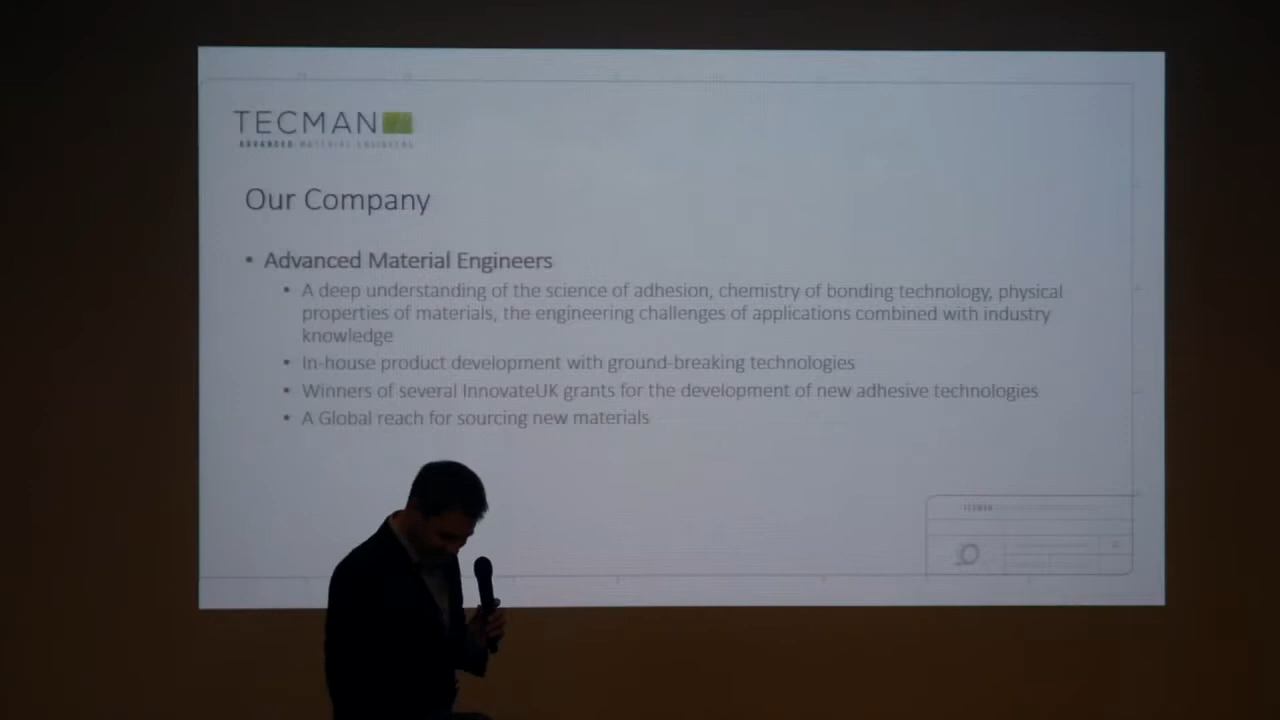 TECMAN
ADVANCED MATERIAL ENGINEERS
Our Company
• Advanced Material Engineers
• A deep understanding of the science of adhesion, chemistry of bonding technology, physical
properties of materials, the engineering challenges of applications combined with industry
knowledge
• In-house product development with ground-breaking technologies
• Winners of several InnovateUK grants for the development of new adhesive technologies
• A Global reach for sourcing new materials
TECMAN